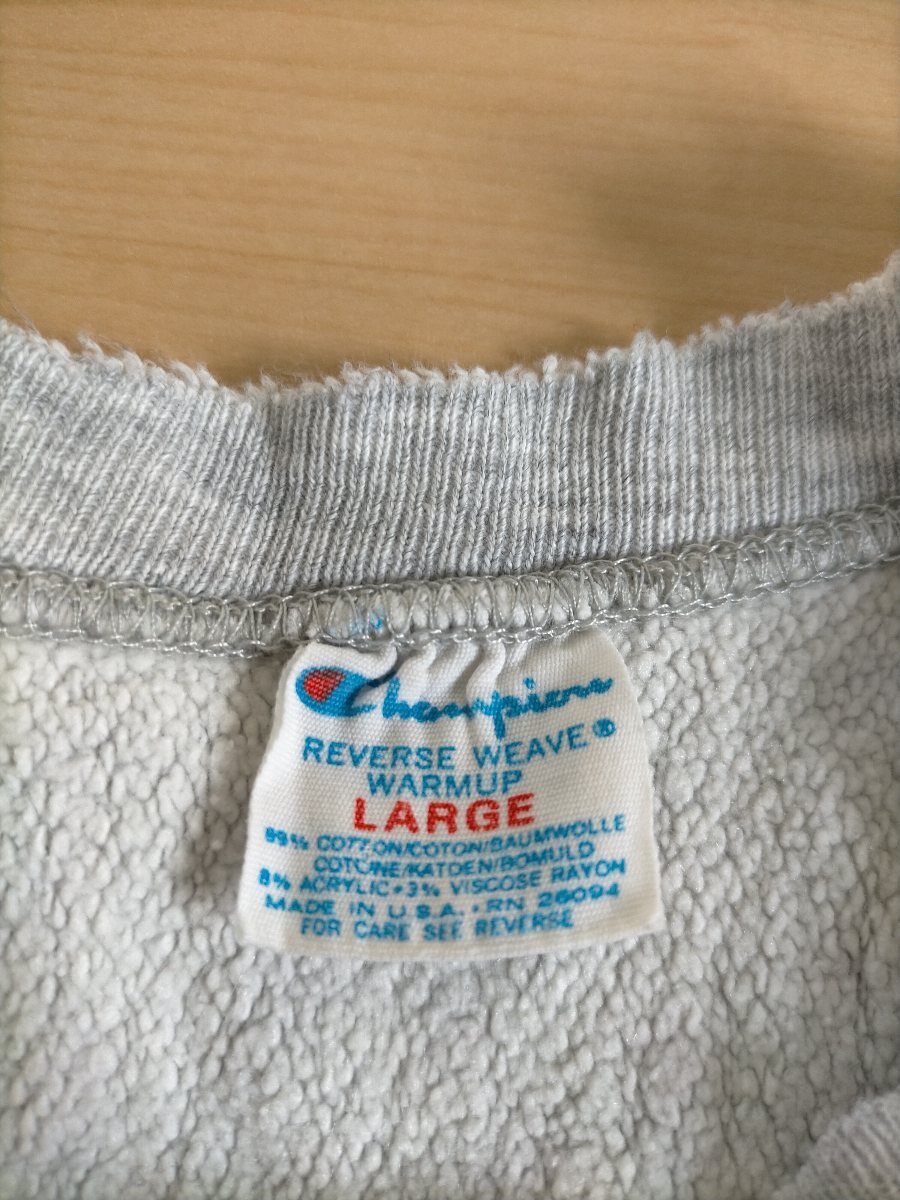 Champion
REVERSE WEAVE®
WARMUP
LARGE
89% COTTON/COTON/BAUMWOLLE
COTONE/KATOEN/BOMULD
8% ACRYLIC•3% VISCOSE RAYON
MADE IN U.S.A.•RN 26094
FOR CARE SEE REVERSE